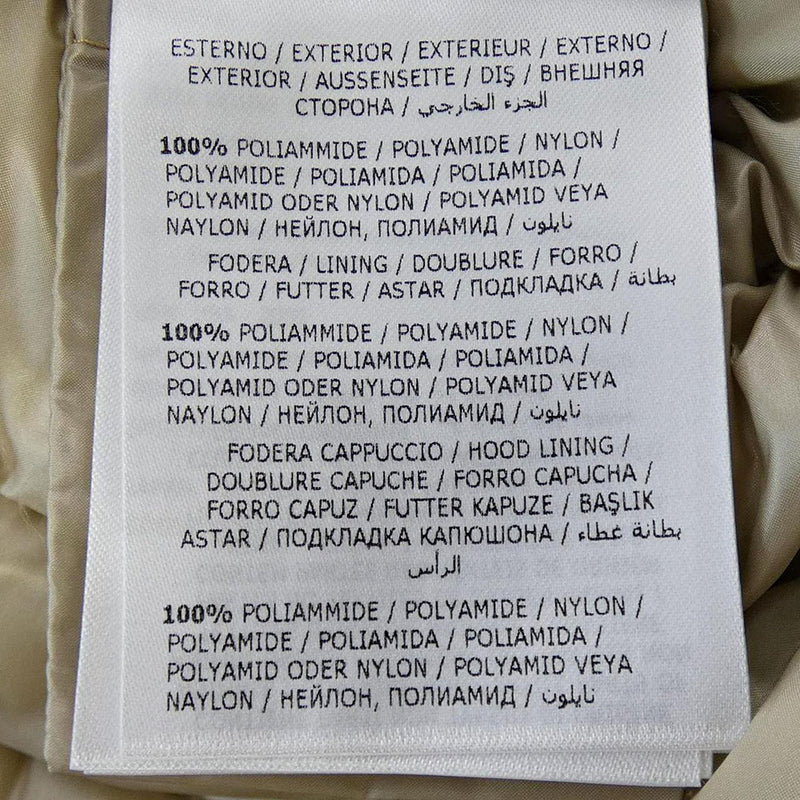 ESTERNO / EXTERIOR / EXTERIEUR / EXTERNO /
EXTERIOR / AUSSENSEITE / DIŞ / ВНЕШНЯЯ
СТОРОНА / الجزء الخارجي
100% POLIAMMIDE / POLYAMIDE / NYLON /
POLYAMIDE / POLIAMIDA / POLIAMIDA /
POLYAMID ODER NYLON / POLYAMID VEYA
NAYLON / НЕЙЛОН, ПОЛИАМИД / نايلون
FODERA / LINING / DOUBLURE / FORRO /
FORRO / FUTTER / ASTAR / ПОДКЛАДКА / بطانة
100% POLIAMMIDE / POLYAMIDE / NYLON /
POLYAMIDE / POLIAMIDA / POLIAMIDA /
POLYAMID ODER NYLON / POLYAMID VEYA
NAYLON / НЕЙЛОН, ПОЛИАМИД / نايلون
FODERA CAPPUCCIO / HOOD LINING /
DOUBLURE CAPUCHE / FORRO CAPUCHA /
FORRO CAPUZ / FUTTER KAPUZE / BAŞLIK
ASTAR / ПОДКЛАДКА КАПЮШОНА / بطانة غطاء
الرأس
100% POLIAMMIDE / POLYAMIDE / NYLON /
POLYAMIDE / POLIAMIDA / POLIAMIDA /
POLYAMID ODER NYLON / POLYAMID VEYA
NAYLON / НЕЙЛОН, ПОЛИАМИД / نايلون